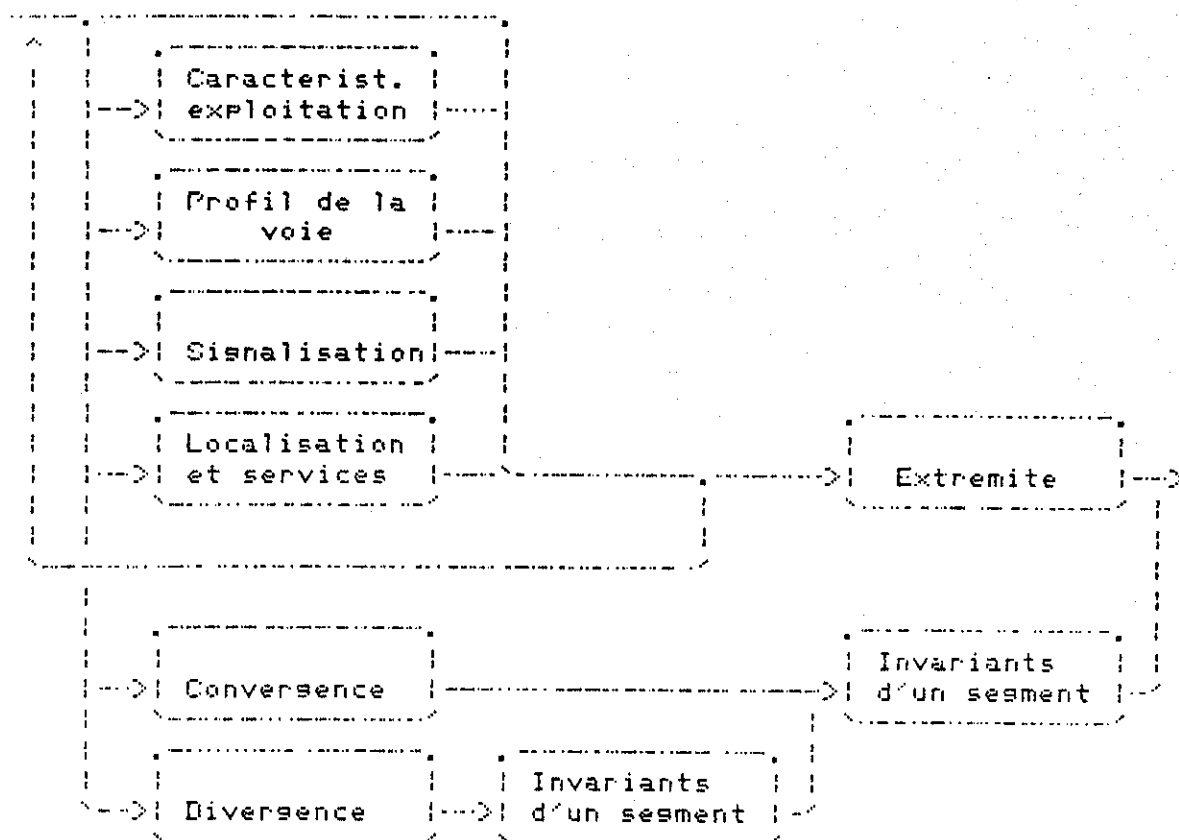 Caracterist.
exploitation
Profil de la
voie
Signalisation
Localisation
et services
Extremite
Convergence
Invariants
d'un segment
Divergence
Invariants
d'un segment